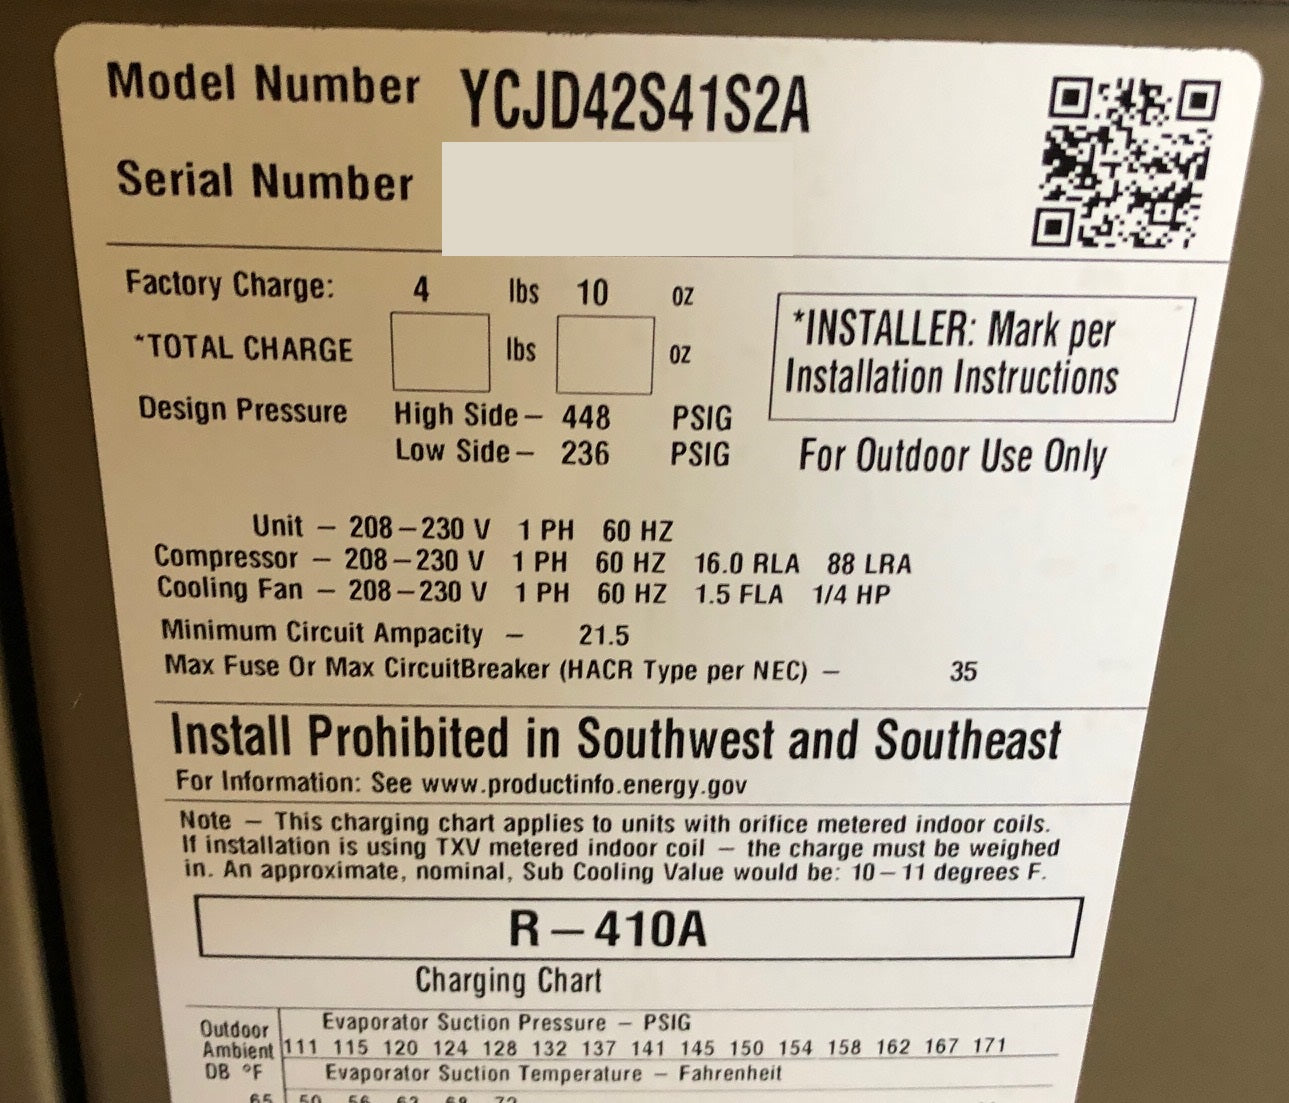 Model Number YCJD42S41S2A
Serial Number
Factory Charge: 4 lbs 10 oz
*TOTAL CHARGE lbs oz
*INSTALLER: Mark per
Installation Instructions
Design Pressure High Side – 448 PSIG
Low Side – 236 PSIG
For Outdoor Use Only
Unit – 208–230 V 1 PH 60 HZ
Compressor – 208–230 V 1 PH 60 HZ 16.0 RLA 88 LRA
Cooling Fan – 208–230 V 1 PH 60 HZ 1.5 FLA 1/4 HP
Minimum Circuit Ampacity – 21.5
Max Fuse Or Max CircuitBreaker (HACR Type per NEC) – 35
Install Prohibited in Southwest and Southeast
For Information: See www.productinfo.energy.gov
Note – This charging chart applies to units with orifice metered indoor coils.
If installation is using TXV metered indoor coil – the charge must be weighed
in. An approximate, nominal, Sub Cooling Value would be: 10–11 degrees F.
R–410A
Charging Chart
Outdoor
Ambient
DB °F
Evaporator Suction Pressure – PSIG
111 115 120 124 128 132 137 141 145 150 154 158 162 167 171
Evaporator Suction Temperature – Fahrenheit
65 50 56 62 68 72